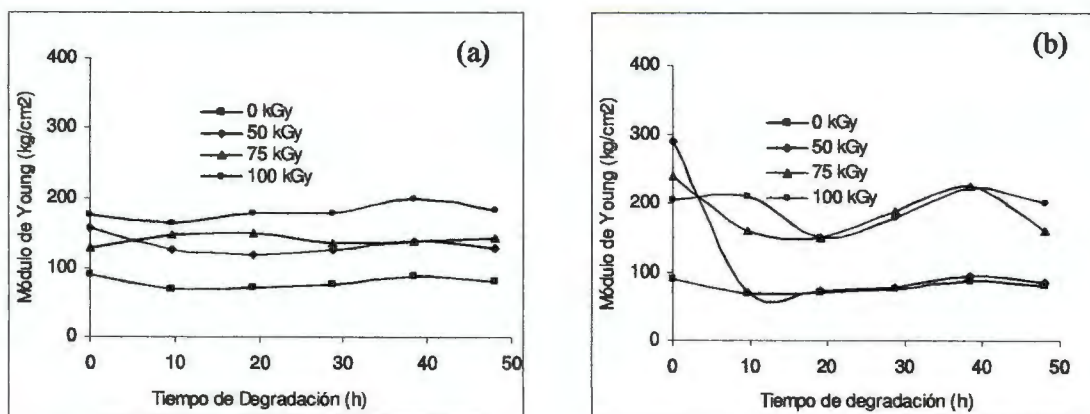 (a)
Módulo de Young (kg/cm2)
400
300
200
100
0
0 kGy
50 kGy
75 kGy
100 kGy
0 10 20 30 40 50
Tiempo de Degradación (h)
(b)
Módulo de Young (kg/cm2)
400
300
200
100
0
0 kGy
50 kGy
75 kGy
100 kGy
0 10 20 30 40 50
Tiempo de degradación (h)